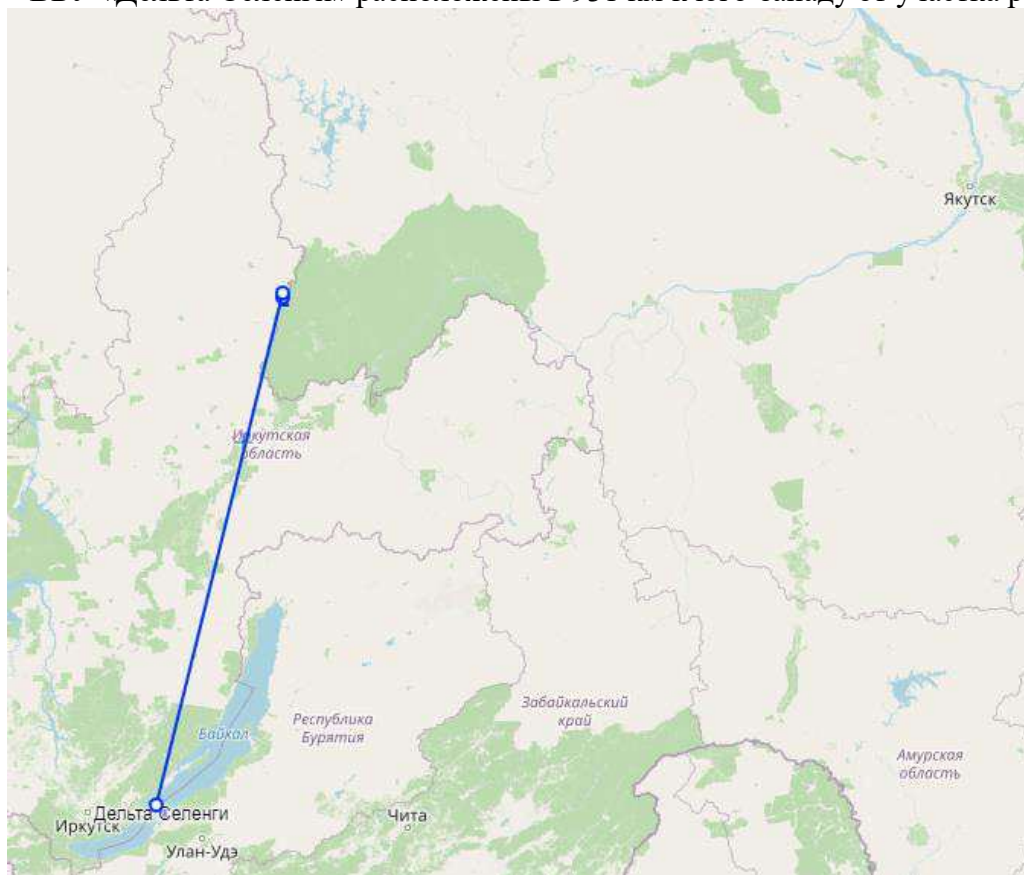 Якутск
Иркутская
область
Забайкальский
край
Республика
Бурятия
Байкал
Амурская
область
Дельта Селенги
Иркутск
Чита
Улан-Удэ